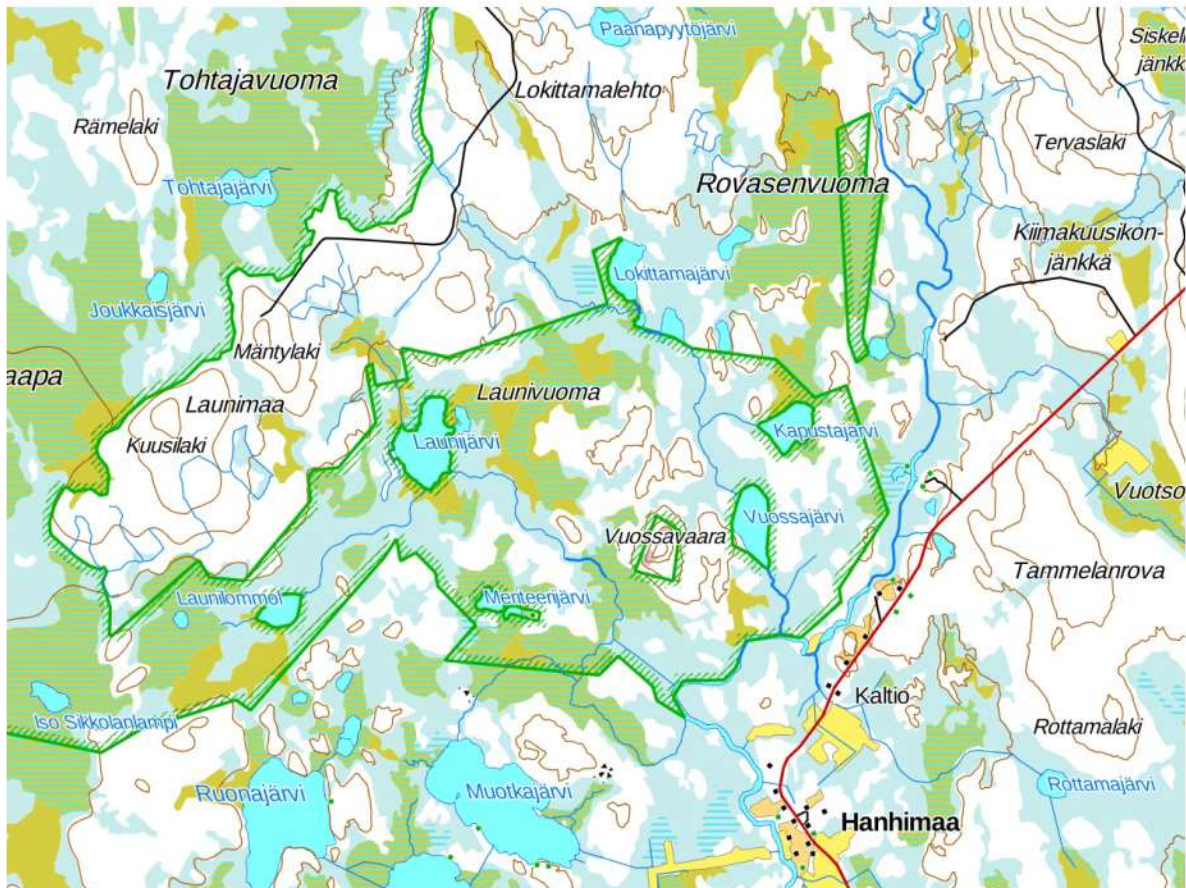 Paanapyytöjärvi
Siskel
jänkk
Tohtajavuoma
Lokittamalehto
Rämelaki
Tervaslaki
Tohtajajärvi
Rovasenvuoma
Kiimakuusikon-
jänkkä
Lokittamajärvi
Joukkaisjärvi
Mäntylaki
aapa
Launivuoma
Launimaa
Kuusilaki
Launijärvi
Kapustajärvi
Vuotso
Vuossajärvi
Vuossavaara
Tammelanrova
Launilommol
Meriteerijärvi
Kaltio
Iso Sikkolanlampi
Rottamalaki
Ruonajärvi
Muotkajärvi
Rottamajärvi
Hanhimaa